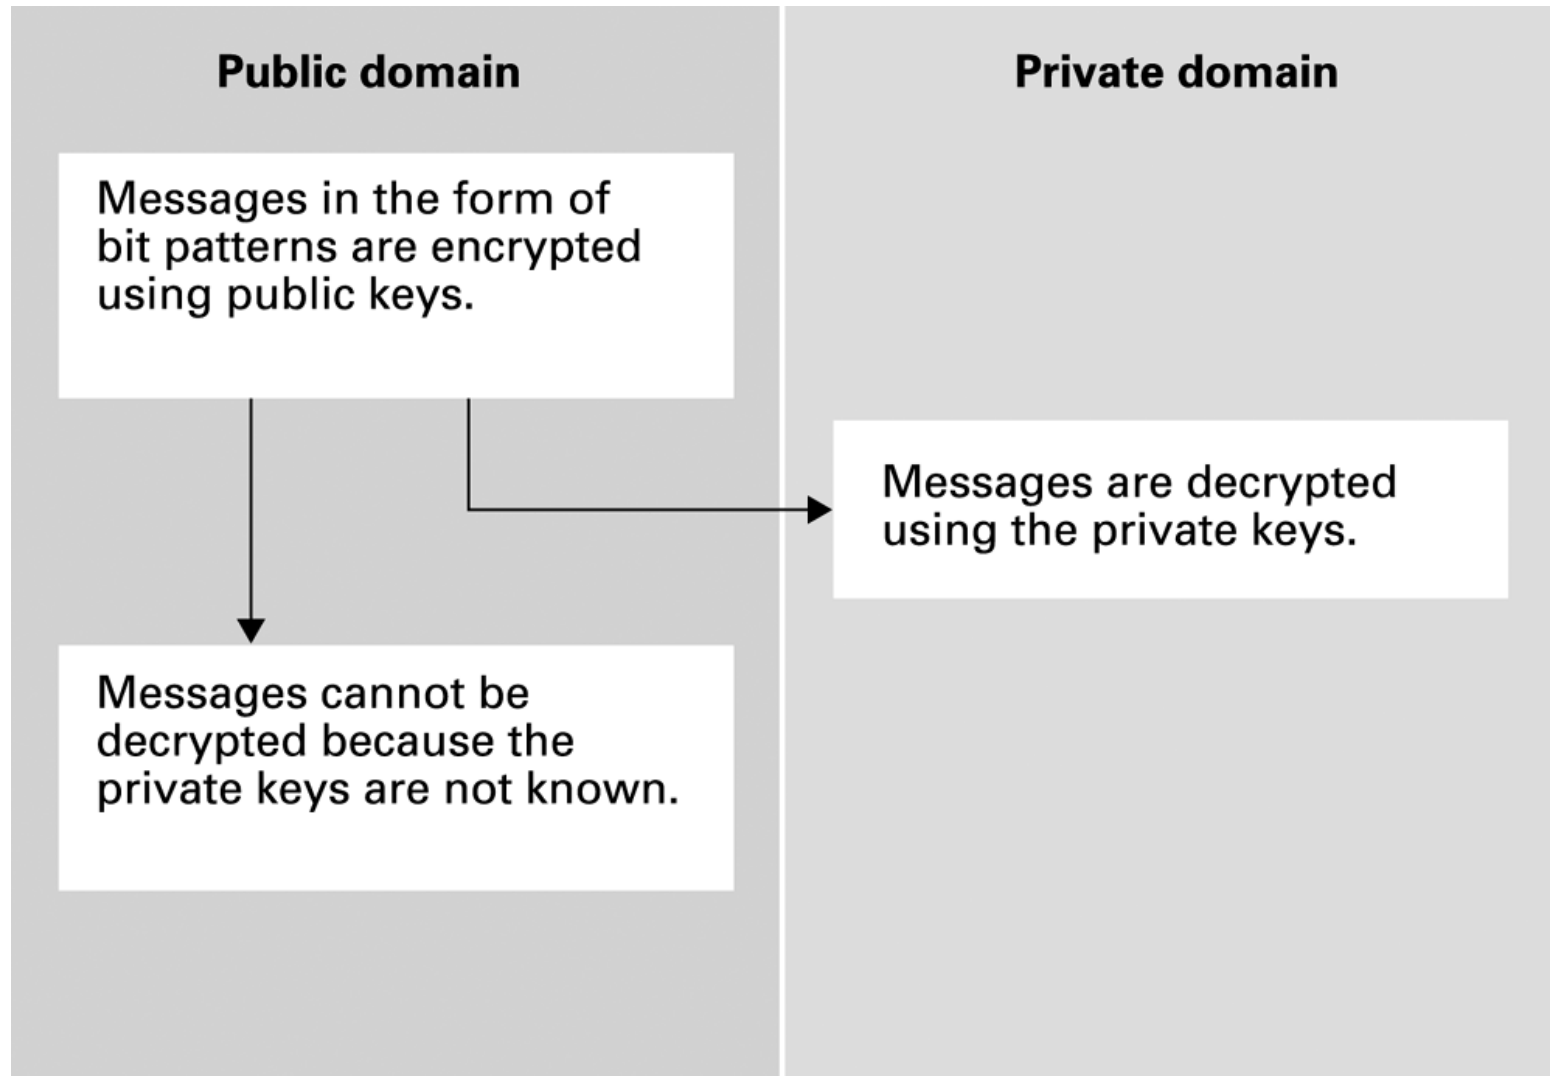 Public domain
Private domain
Messages in the form of
bit patterns are encrypted
using public keys.
Messages are decrypted
using the private keys.
Messages cannot be
decrypted because the
private keys are not known.